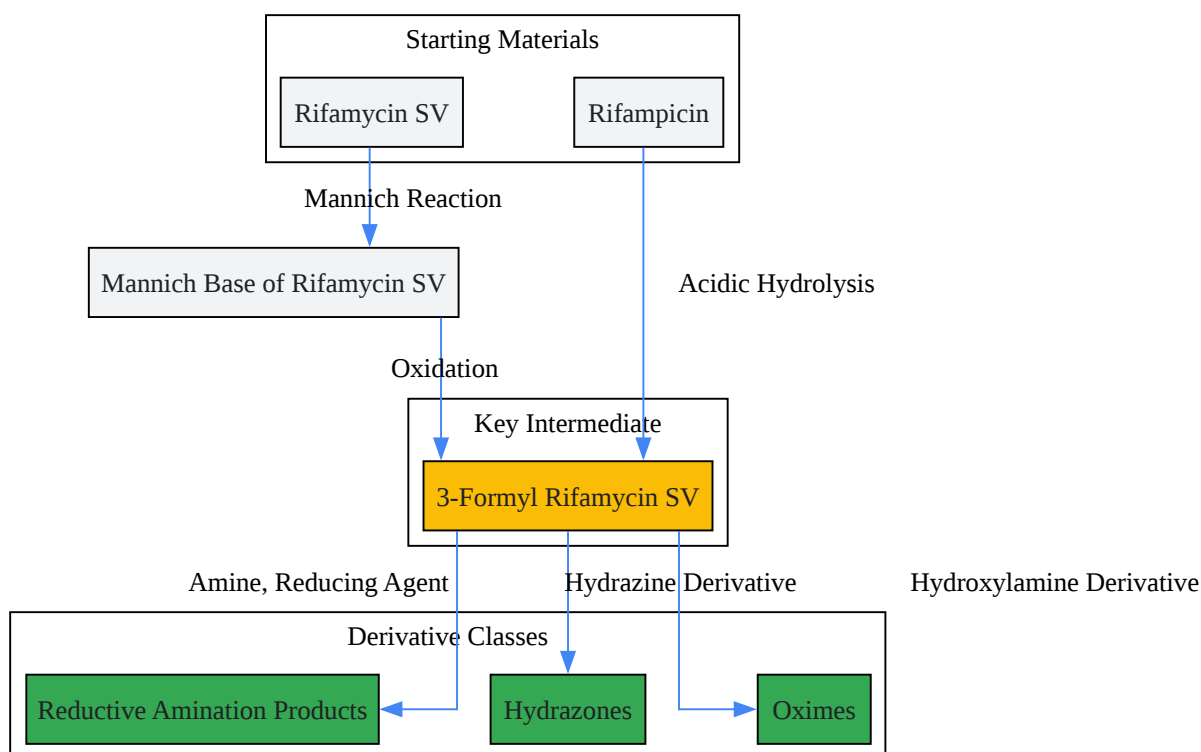 Starting Materials
Rifamycin SV
Rifampicin
Mannich Reaction
Mannich Base of Rifamycin SV
Acidic Hydrolysis
Oxidation
Key Intermediate
3-Formyl Rifamycin SV
Amine, Reducing Agent
Hydrazine Derivative
Hydroxylamine Derivative
Derivative Classes
Reductive Amination Products
Hydrazones
Oximes